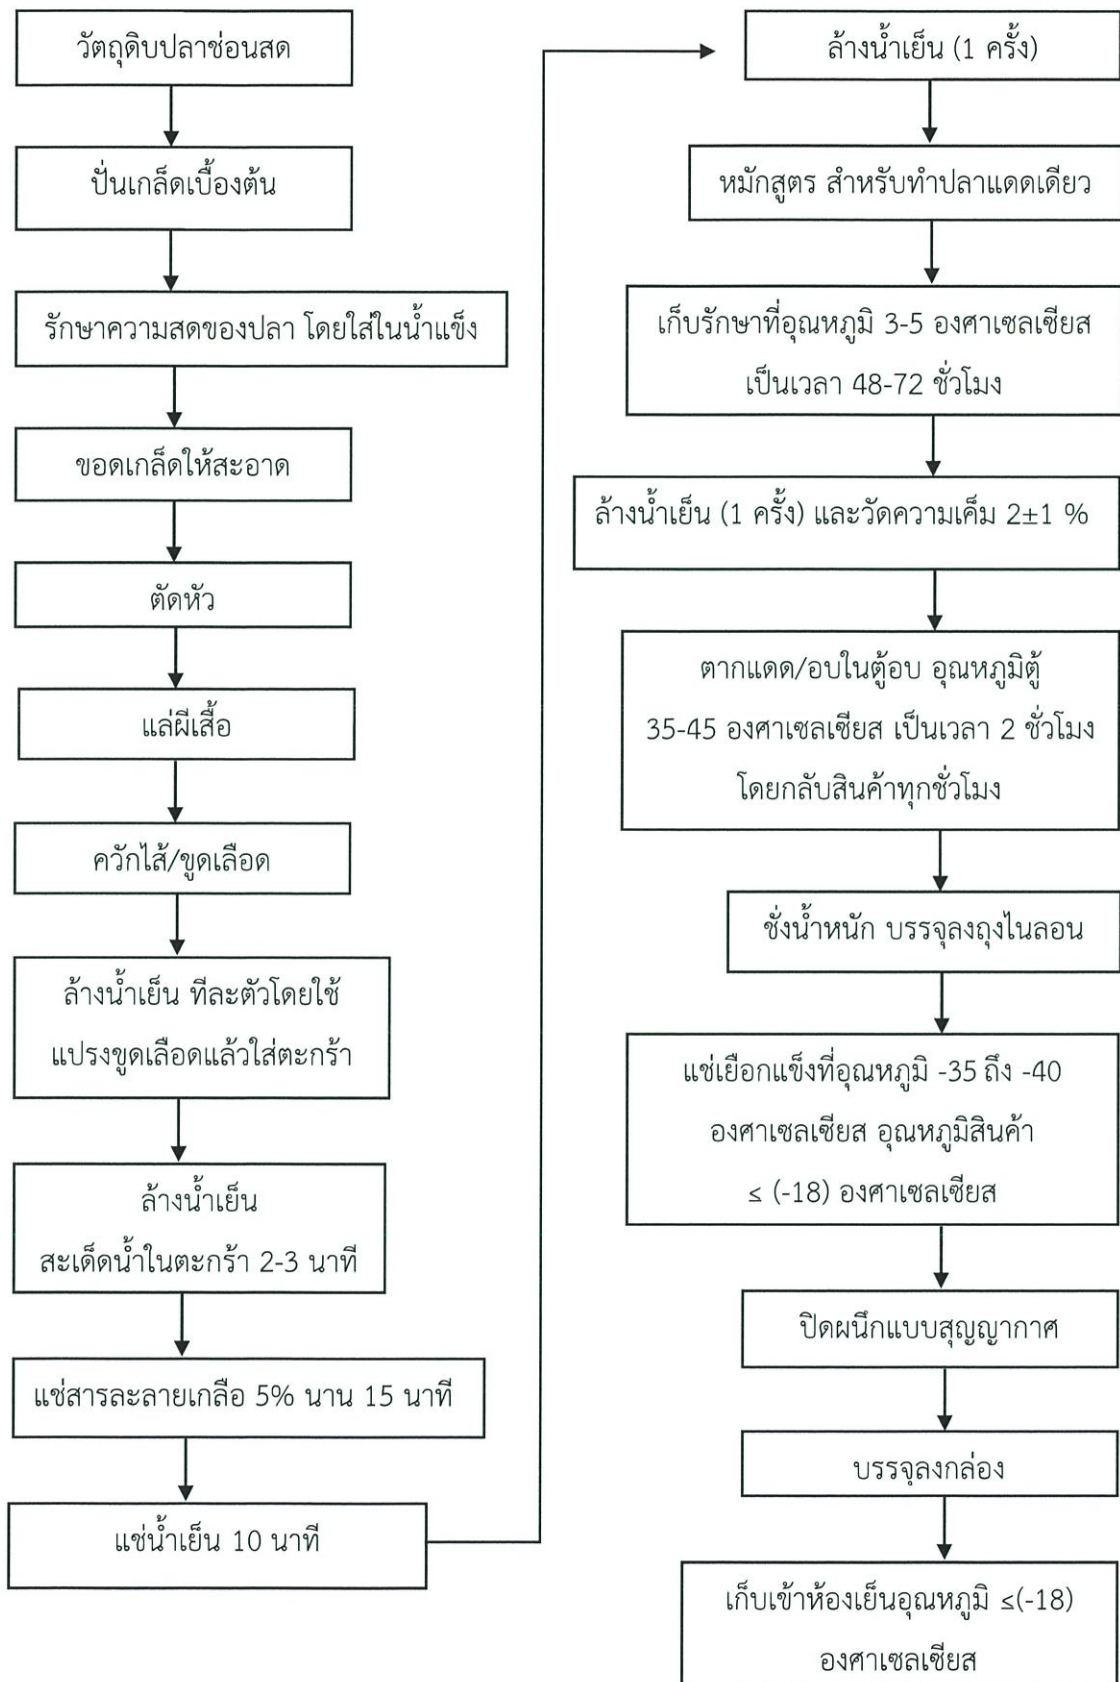 วัตถุดิบปลาช่อนสด
ปั่นเกล็ดเบื้องต้น
รักษาความสดของปลา โดยใส่ในน้ำแข็ง
ขอดเกล็ดให้สะอาด
ตัดหัว
แล่ผีเสื้อ
ควักไส้/ขูดเลือด
ล้างน้ำเย็น ทีละตัวโดยใช้
แปรงขูดเลือดแล้วใส่ตะกร้า
ล้างน้ำเย็น
สะเด็ดน้ำในตะกร้า 2-3 นาที
แช่สารละลายเกลือ 5% นาน 15 นาที
แช่น้ำเย็น 10 นาที
ล้างน้ำเย็น (1 ครั้ง)
หมักสูตร สำหรับทำปลาแดดเดียว
เก็บรักษาที่อุณหภูมิ 3-5 องศาเซลเซียส
เป็นเวลา 48-72 ชั่วโมง
ล้างน้ำเย็น (1 ครั้ง) และวัดความเค็ม 2±1 %
ตากแดด/อบในตู้อบ อุณหภูมิตู้
35-45 องศาเซลเซียส เป็นเวลา 2 ชั่วโมง
โดยกลับสินค้าทุกชั่วโมง
ชั่งน้ำหนัก บรรจุลงถุงไนลอน
แช่เยือกแข็งที่อุณหภูมิ -35 ถึง -40
องศาเซลเซียส อุณหภูมิสินค้า
≤ (-18) องศาเซลเซียส
ปิดผนึกแบบสุญญากาศ
บรรจุลงกล่อง
เก็บเข้าห้องเย็นอุณหภูมิ ≤(-18)
องศาเซลเซียส